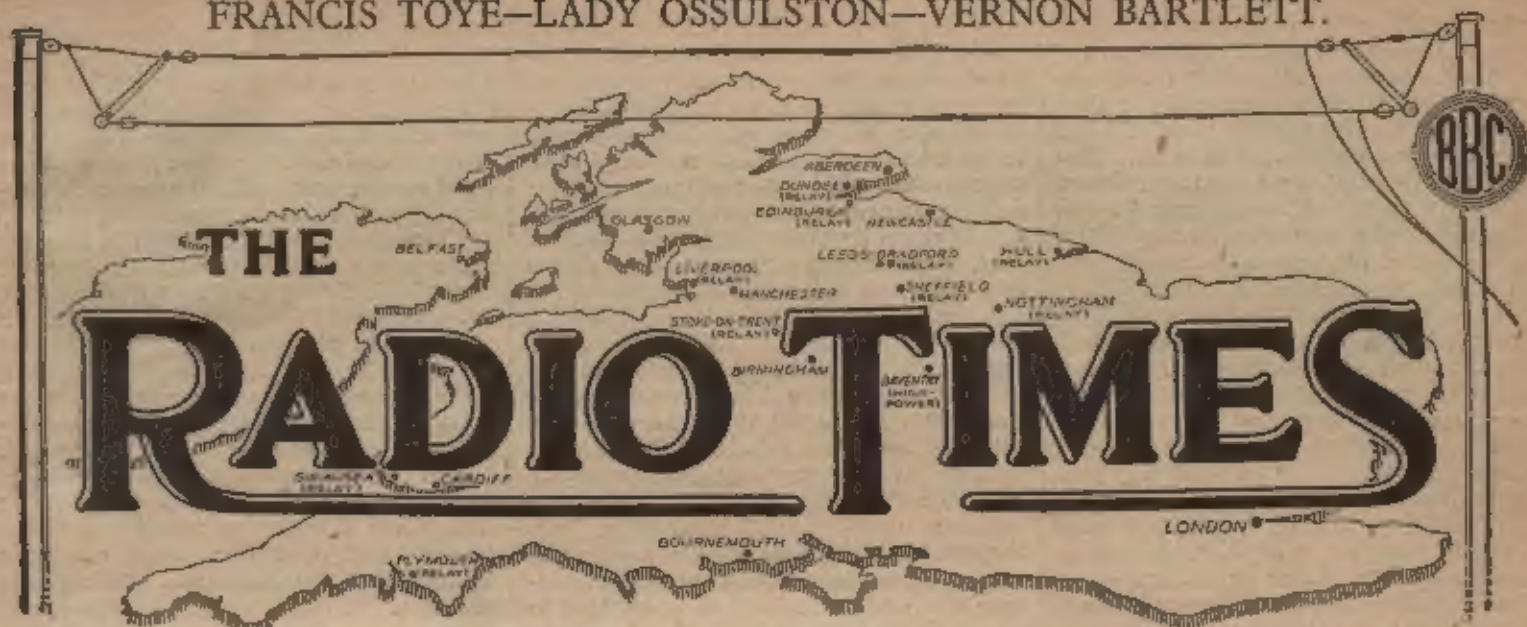 FRANCIS TOYE—LADY OSSULSTON—VERNON BARTLETT.
BBC
ABERDEEN
DUNDEE
(RELAY)
EDINBURGH
(RELAY)
NEWCASTLE
GLASGOW
BELFAST
LEEDS-BRADFORD
(RELAY)
HULL
(RELAY)
LIVERPOOL
(RELAY)
MANCHESTER
SHEFFIELD
(RELAY)
NOTTINGHAM
(RELAY)
STOKE-ON-TRENT
(RELAY)
BIRMINGHAM
DAVENTRY
(HIGH-
POWER)
THE
RADIO TIMES
SWANSEA
(RELAY)
CARDIFF
LONDON
BOURNEMOUTH
PLYMOUTH
(RELAY)